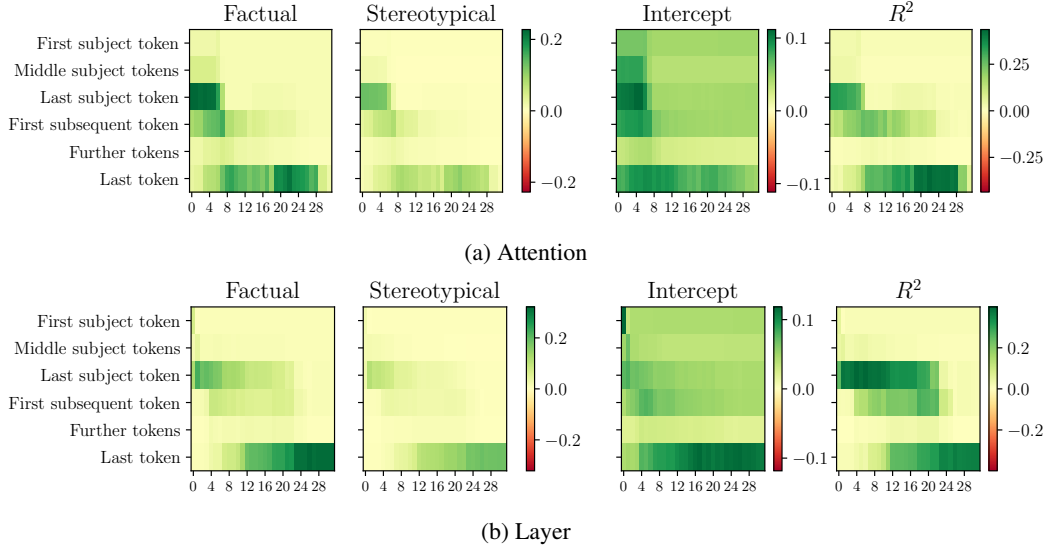 Factual Stereotypical Intercept R²
First subject token
Middle subject tokens
Last subject token
First subsequent token
Further tokens
Last token
0.2
0.0
−0.2
0.1
0.0
−0.1
0.25
0.00
−0.25
0 4 8 12 16 20 24 28 0 4 8 12 16 20 24 28 0 4 8 12 16 20 24 28 0 4 8 12 16 20 24 28
(a) Attention
Factual Stereotypical Intercept R²
First subject token
Middle subject tokens
Last subject token
First subsequent token
Further tokens
Last token
0.2
0.0
−0.2
0.1
0.0
−0.1
0.2
0.0
−0.2
0 4 8 12 16 20 24 28 0 4 8 12 16 20 24 28 0 4 8 12 16 20 24 28 0 4 8 12 16 20 24 28
(b) Layer